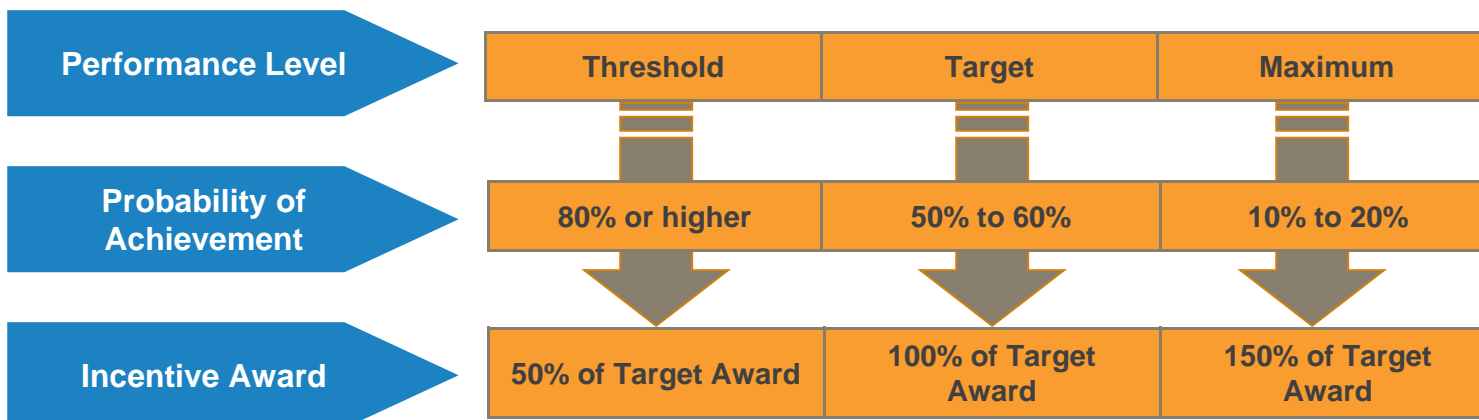 Performance Level
Threshold
Target
Maximum
Probability of
Achievement
80% or higher
50% to 60%
10% to 20%
Incentive Award
50% of Target Award
100% of Target
Award
150% of Target
Award